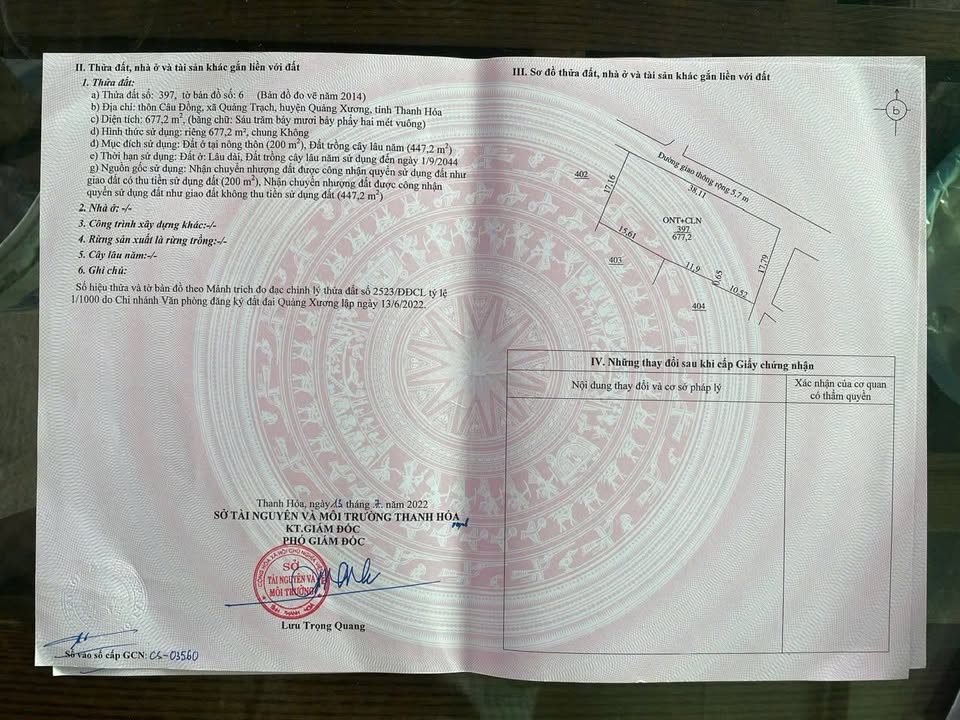 II. Thửa đất, nhà ở và tài sản khác gắn liền với đất
1. Thửa đất:
a) Thửa đất số: 397, tờ bản đồ số: 6 (Bản đồ đo vẽ năm 2014)
b) Địa chỉ: thôn Câu Đồng, xã Quảng Trạch, huyện Quảng Xương, tỉnh Thanh Hóa
c) Diện tích: 677,2 m², (bằng chữ: Sáu trăm bảy mươi bảy phẩy hai mét vuông)
d) Hình thức sử dụng: riêng 677,2 m², chung Không
đ) Mục đích sử dụng: Đất ở tại nông thôn (200 m²), Đất trồng cây lâu năm (447,2 m²)
e) Thời hạn sử dụng: Đất ở: Lâu dài, Đất trồng cây lâu năm sử dụng đến ngày 1/9/2044
g) Nguồn gốc sử dụng: Nhận chuyển nhượng đất được công nhận quyền sử dụng đất như
giao đất có thu tiền sử dụng đất (200 m²), Nhận chuyển nhượng đất được công nhận
quyền sử dụng đất như giao đất không thu tiền sử dụng đất (447,2 m²)
2. Nhà ở: -/-
3. Công trình xây dựng khác:-/-
4. Rừng sản xuất là rừng trồng:-/-
5. Cây lâu năm:-/-
6. Ghi chú:
Số hiệu thửa và tờ bản đồ theo Mảnh trích đo đạc chỉnh lý thửa đất số 2523/ĐĐCL tỷ lệ
1/1000 do Chi nhánh Văn phòng đăng ký đất đai Quảng Xương lập ngày 13/6/2022.
Thanh Hóa, ngày 15 tháng 7 năm 2022
SỞ TÀI NGUYÊN VÀ MÔI TRƯỜNG THANH HÓA
KT.GIÁM ĐỐC
PHÓ GIÁM ĐỐC
SỞ
TÀI NGUYÊN VÀ
MÔI TRƯỜNG
Lưu Trọng Quang
Số vào sổ cấp GCN: CS-03560
III. Sơ đồ thửa đất, nhà ở và tài sản khác gắn liền với đất
b
Đường giao thông rộng 5,7 m
402
17,16
38,11
ONT+CLN
397
677,2
15,61
17,79
403
11,9
0,65
10,52
404
IV. Những thay đổi sau khi cấp Giấy chứng nhận
Nội dung thay đổi và cơ sở pháp lý
Xác nhận của cơ quan
có thẩm quyền